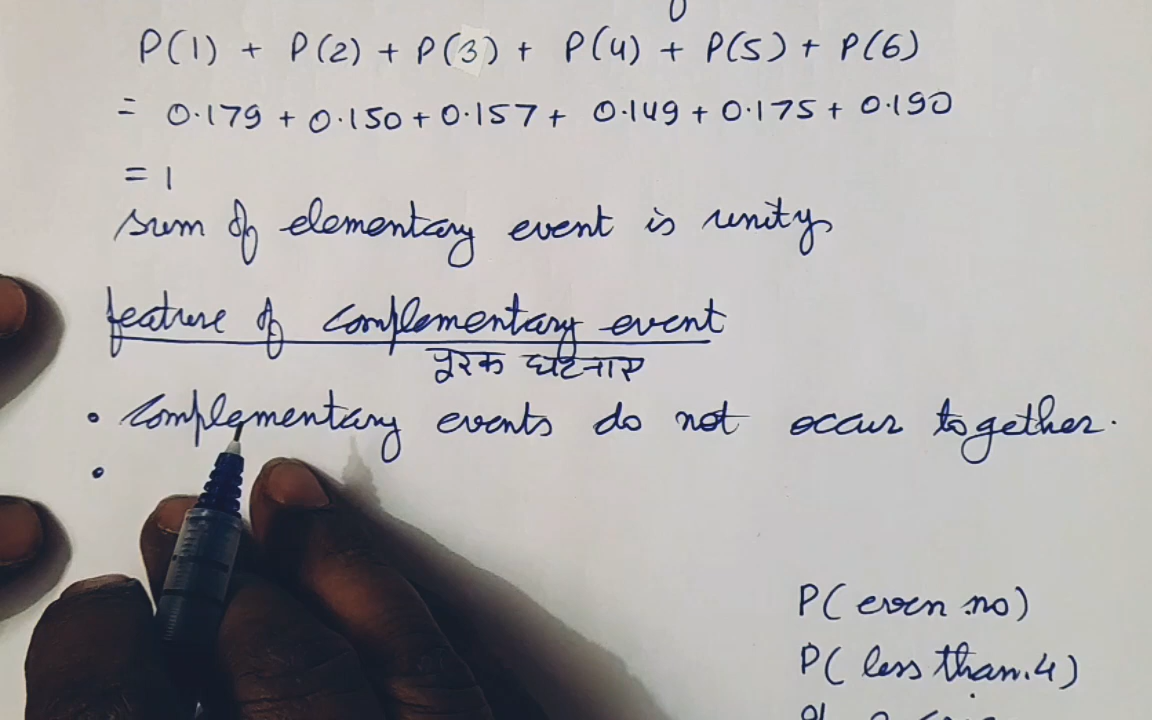 P(1) + P(2) + P(3) + P(4) + P(5) + P(6)
= 0.179 + 0.150 + 0.157 + 0.149 + 0.175 + 0.190
= 1
sum of elementary event is unity
feature of complementary event
पूरक घटनाए
• complementary events do not occur together.
•
P( even no)
P( less than.4)